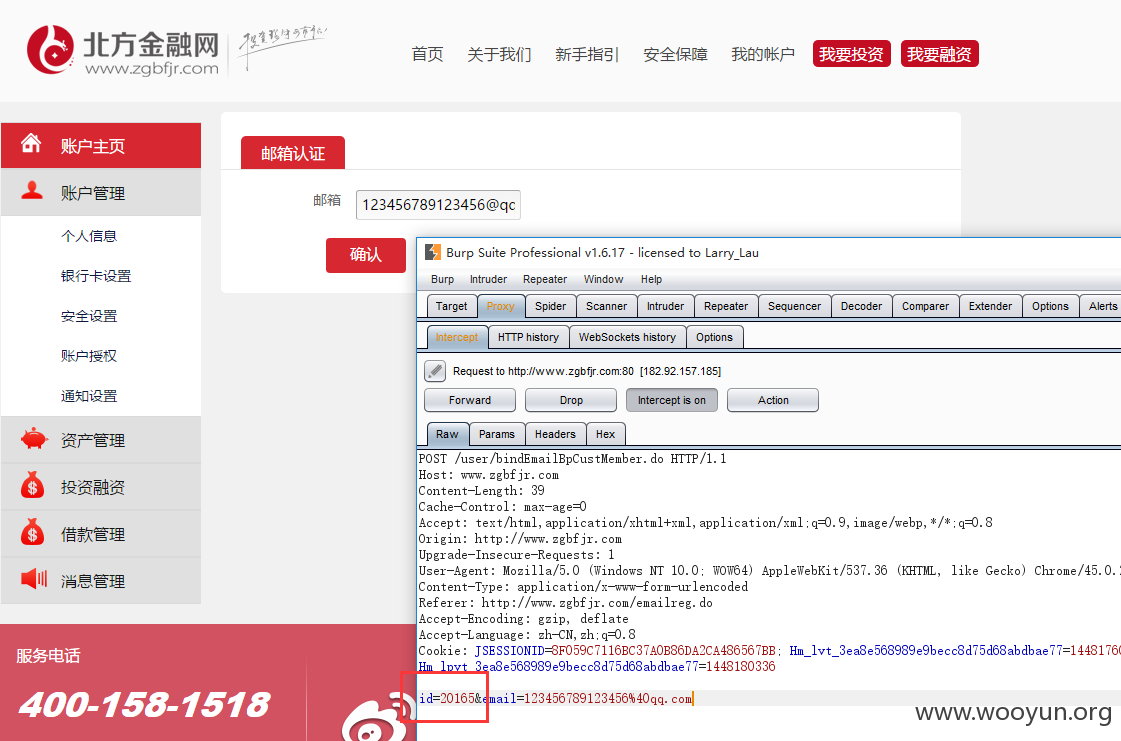 北方金融网
www.zgbfjr.com
首页 关于我们 新手指引 安全保障 我的帐户 我要投资 我要融资
账户主页
账户管理
个人信息
银行卡设置
安全设置
账户授权
通知设置
资产管理
投资融资
借款管理
消息管理
邮箱认证
邮箱 123456789123456@qc
确认
Burp Suite Professional v1.6.17 - licensed to Larry_Lau
Burp Intruder Repeater Window Help
Target Proxy Spider Scanner Intruder Repeater Sequencer Decoder Comparer Extender Options Alerts
Intercept HTTP history WebSockets history Options
Request to http://www.zgbfjr.com:80 [182.92.157.185]
Forward Drop Intercept is on Action
Raw Params Headers Hex
POST /user/bindEmailBpCustMember.do HTTP/1.1
Host: www.zgbfjr.com
Content-Length: 39
Cache-Control: max-age=0
Accept: text/html,application/xhtml+xml,application/xml;q=0.9,image/webp,*/*;q=0.8
Origin: http://www.zgbfjr.com
Upgrade-Insecure-Requests: 1
User-Agent: Mozilla/5.0 (Windows NT 10.0; WOW64) AppleWebKit/537.36 (KHTML, like Gecko) Chrome/45.0.
Content-Type: application/x-www-form-urlencoded
Referer: http://www.zgbfjr.com/emailreg.do
Accept-Encoding: gzip, deflate
Accept-Language: zh-CN,zh;q=0.8
Cookie: JSESSIONID=8F059C7116BC37A0B86DA2CA486567BB; Hm_lvt_3ea8e568989e9becc8d75d68abdbae77=14481760
Hm_lpvt_3ea8e568989e9becc8d75d68abdbae77=1448180336
id=20165&email=123456789123456%40qq.com
服务电话
400-158-1518
www.wooyun.org